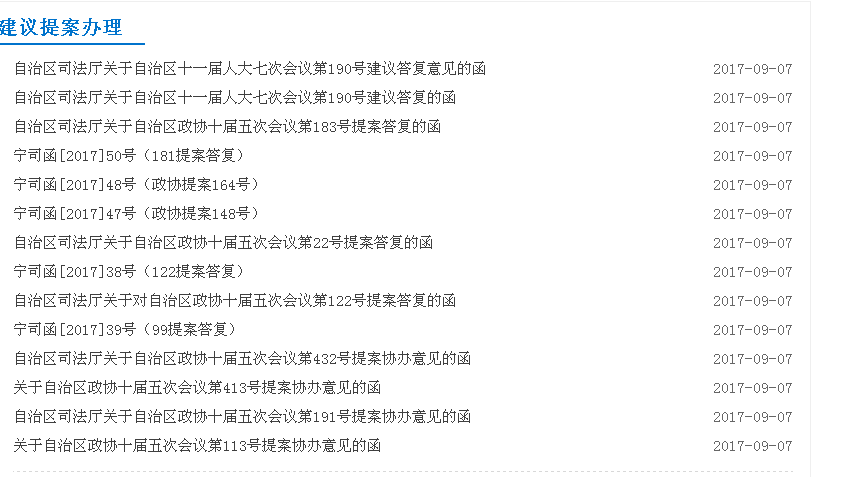 建议提案办理
自治区司法厅关于自治区十一届人大七次会议第190号建议答复意见的函 2017-09-07
自治区司法厅关于自治区十一届人大七次会议第190号建议答复的函 2017-09-07
自治区司法厅关于自治区政协十届五次会议第183号提案答复的函 2017-09-07
宁司函[2017]50号（181提案答复） 2017-09-07
宁司函[2017]48号（政协提案164号） 2017-09-07
宁司函[2017]47号（政协提案148号） 2017-09-07
自治区司法厅关于自治区政协十届五次会议第22号提案答复的函 2017-09-07
宁司函[2017]38号（122提案答复） 2017-09-07
自治区司法厅关于对自治区政协十届五次会议第122号提案答复的函 2017-09-07
宁司函[2017]39号（99提案答复） 2017-09-07
自治区司法厅关于自治区政协十届五次会议第432号提案协办意见的函 2017-09-07
关于自治区政协十届五次会议第413号提案协办意见的函 2017-09-07
自治区司法厅关于自治区政协十届五次会议第191号提案协办意见的函 2017-09-07
关于自治区政协十届五次会议第113号提案协办意见的函 2017-09-07